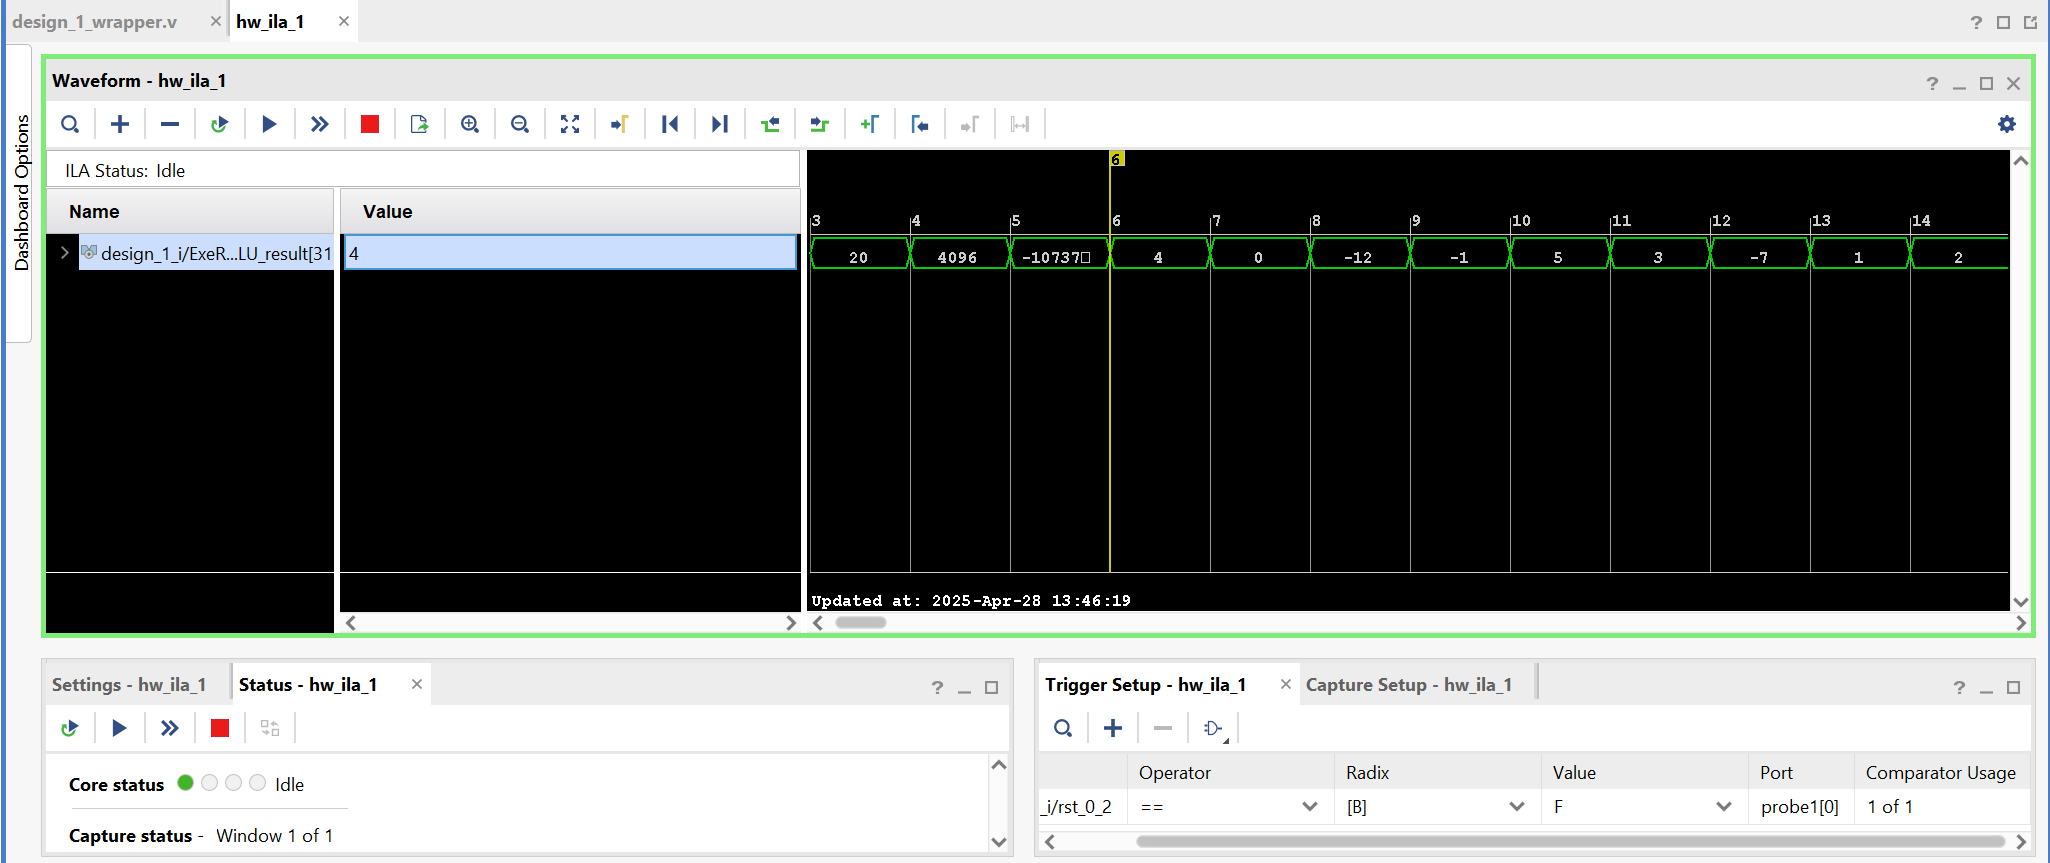 design_1_wrapper.v
hw_ila_1
Dashboard Options
Waveform - hw_ila_1
ILA Status: Idle
Name Value
design_1_i/ExeR...LU_result[31 4
6
3 4 5 6 7 8 9 10 11 12 13 14
20 4096 -10737□ 4 0 -12 -1 5 3 -7 1 2
Updated at: 2025-Apr-28 13:46:19
Settings - hw_ila_1 Status - hw_ila_1
Core status Idle
Capture status - Window 1 of 1
Trigger Setup - hw_ila_1 Capture Setup - hw_ila_1
Operator Radix Value Port Comparator Usage
_i/rst_0_2 == [B] F probe1[0] 1 of 1